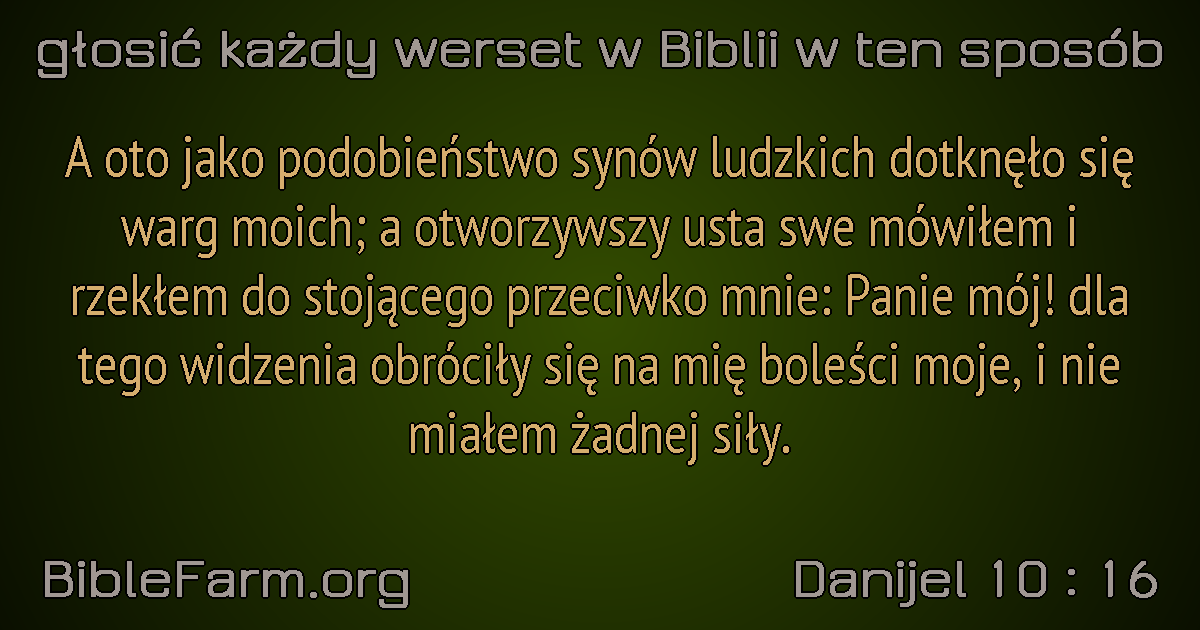 głosić każdy werset w Biblii w ten sposób
A oto jako podobieństwo synów ludzkich dotknęło się
warg moich; a otworzywszy usta swe mówiłem i
rzekłem do stojącego przeciwko mnie: Panie mój! dla
tego widzenia obróciły się na mię boleści moje, i nie
miałem żadnej siły.
BibleFarm.org
Danijel 10 : 16